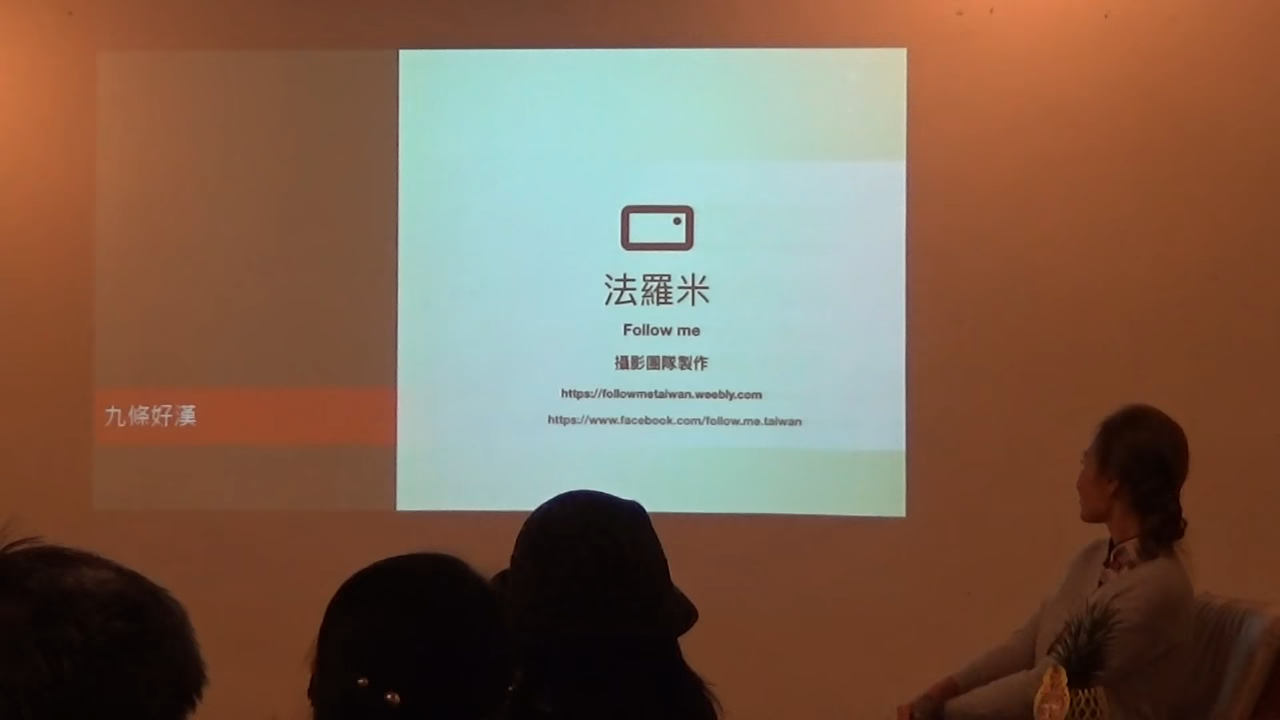 九條好漢
法羅米
Follow me
攝影團隊製作
https://followmetaiwan.weebly.com
https://www.facebook.com/follow.me.taiwan